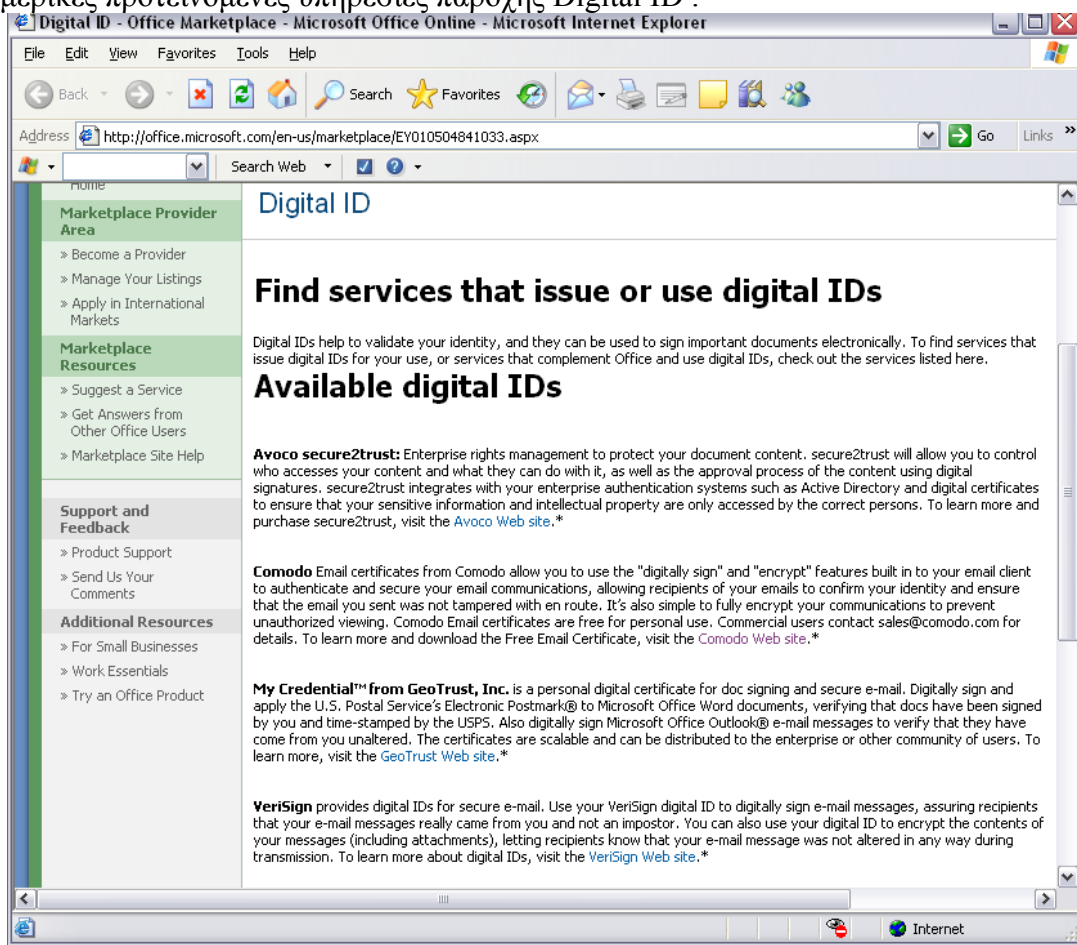 μερικές προτεινόμενες υπηρεσίες παροχής Digital ID :
Digital ID - Office Marketplace - Microsoft Office Online - Microsoft Internet Explorer
File Edit View Favorites Tools Help
Back Search Favorites
Address http://office.microsoft.com/en-us/marketplace/EY010504841033.aspx Go Links »
Search Web
Home
Marketplace Provider
Area
» Become a Provider
» Manage Your Listings
» Apply in International
Markets
Marketplace
Resources
» Suggest a Service
» Get Answers from
Other Office Users
» Marketplace Site Help
Support and
Feedback
» Product Support
» Send Us Your
Comments
Additional Resources
» For Small Businesses
» Work Essentials
» Try an Office Product
Digital ID
Find services that issue or use digital IDs
Digital IDs help to validate your identity, and they can be used to sign important documents electronically. To find services that
issue digital IDs for your use, or services that complement Office and use digital IDs, check out the services listed here.
Available digital IDs
Avoco secure2trust: Enterprise rights management to protect your document content. secure2trust will allow you to control
who accesses your content and what they can do with it, as well as the approval process of the content using digital
signatures. secure2trust integrates with your enterprise authentication systems such as Active Directory and digital certificates
to ensure that your sensitive information and intellectual property are only accessed by the correct persons. To learn more and
purchase secure2trust, visit the Avoco Web site.*
Comodo Email certificates from Comodo allow you to use the "digitally sign" and "encrypt" features built in to your email client
to authenticate and secure your email communications, allowing recipients of your emails to confirm your identity and ensure
that the email you sent was not tampered with en route. It's also simple to fully encrypt your communications to prevent
unauthorized viewing. Comodo Email certificates are free for personal use. Commercial users contact sales@comodo.com for
details. To learn more and download the Free Email Certificate, visit the Comodo Web site.*
My Credential™ from GeoTrust, Inc. is a personal digital certificate for doc signing and secure e-mail. Digitally sign and
apply the U.S. Postal Service's Electronic Postmark® to Microsoft Office Word documents, verifying that docs have been signed
by you and time-stamped by the USPS. Also digitally sign Microsoft Office Outlook® e-mail messages to verify that they have
come from you unaltered. The certificates are scalable and can be distributed to the enterprise or other community of users. To
learn more, visit the GeoTrust Web site.*
VeriSign provides digital IDs for secure e-mail. Use your VeriSign digital ID to digitally sign e-mail messages, assuring recipients
that your e-mail messages really came from you and not an impostor. You can also use your digital ID to encrypt the contents of
your messages (including attachments), letting recipients know that your e-mail message was not altered in any way during
transmission. To learn more about digital IDs, visit the VeriSign Web site.*
Internet